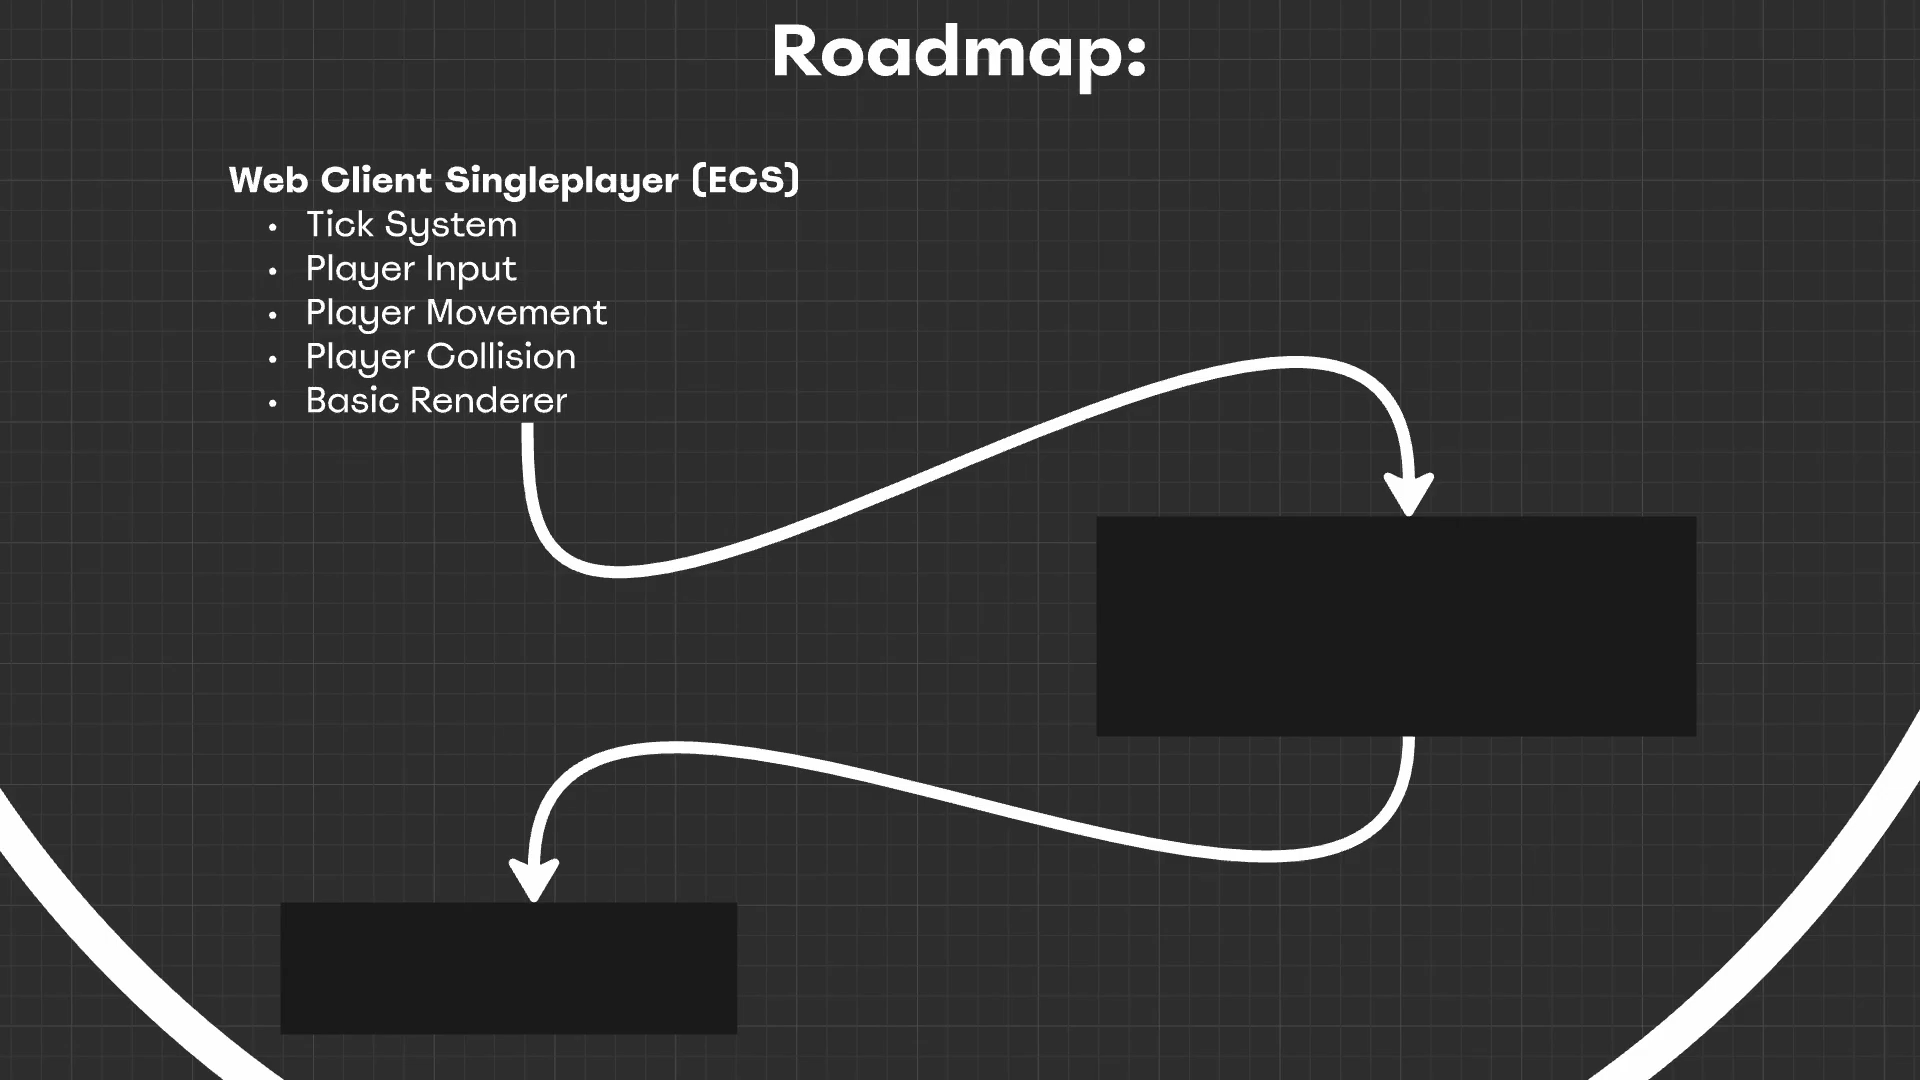 Roadmap:
Web Client Singleplayer (ECS)
• Tick System
• Player Input
• Player Movement
• Player Collision
• Basic Renderer